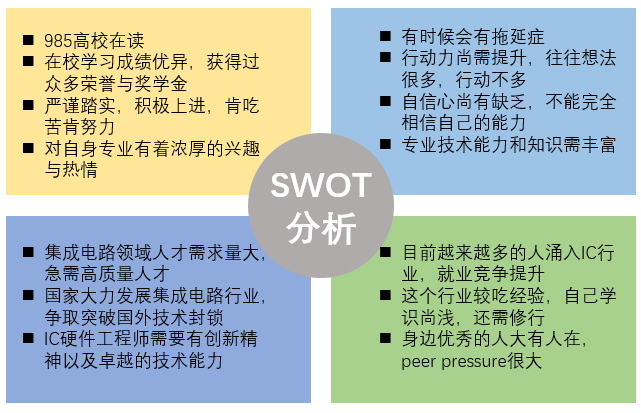 ■ 985高校在读
■ 在校学习成绩优异，获得过
众多荣誉与奖学金
■ 严谨踏实，积极上进，肯吃
苦肯努力
■ 对自身专业有着浓厚的兴趣
与热情
■ 有时候会有拖延症
■ 行动力尚需提升，往往想法
很多，行动不多
■ 自信心尚有缺乏，不能完全
相信自己的能力
■ 专业技术能力和知识需丰富
SWOT
分析
■ 集成电路领域人才需求量大，
急需高质量人才
■ 国家大力发展集成电路行业，
争取突破国外技术封锁
■ IC硬件工程师需要有创新精
神以及卓越的技术能力
■ 目前越来越多的人涌入IC行
业，就业竞争提升
■ 这个行业较吃经验，自己学
识尚浅，还需修行
■ 身边优秀的人大有人在，
peer pressure很大